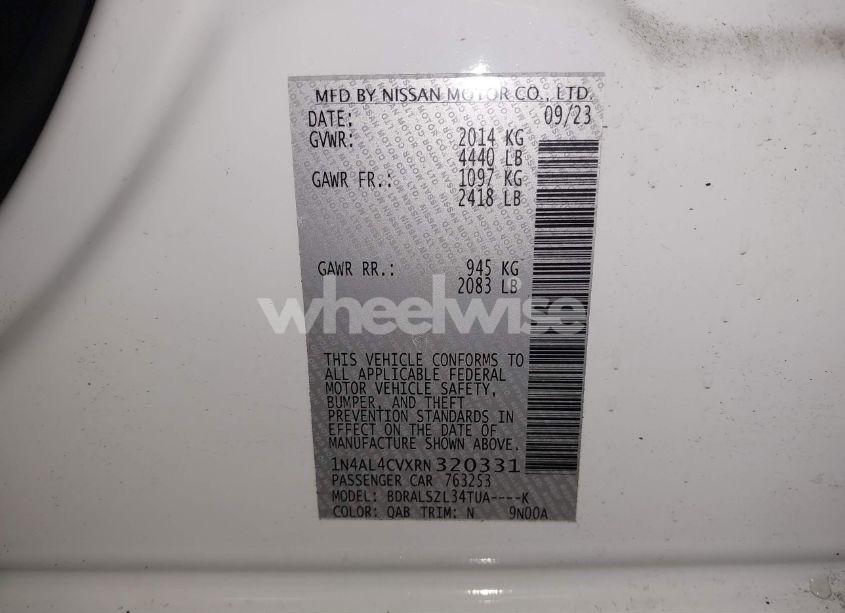 MFD BY NISSAN MOTOR CO., LTD.
DATE: 09/23
GVWR: 2014 KG
4440 LB
GAWR FR.: 1097 KG
2418 LB
GAWR RR.: 945 KG
2083 LB
wheelwise
THIS VEHICLE CONFORMS TO
ALL APPLICABLE FEDERAL
MOTOR VEHICLE SAFETY,
BUMPER, AND THEFT
PREVENTION STANDARDS IN
EFFECT ON THE DATE OF
MANUFACTURE SHOWN ABOVE.
1N4AL4CVXRN320331
PASSENGER CAR 763253
MODEL: BDRALSZL34TUA----K
COLOR: QAB TRIM: N 9N00A